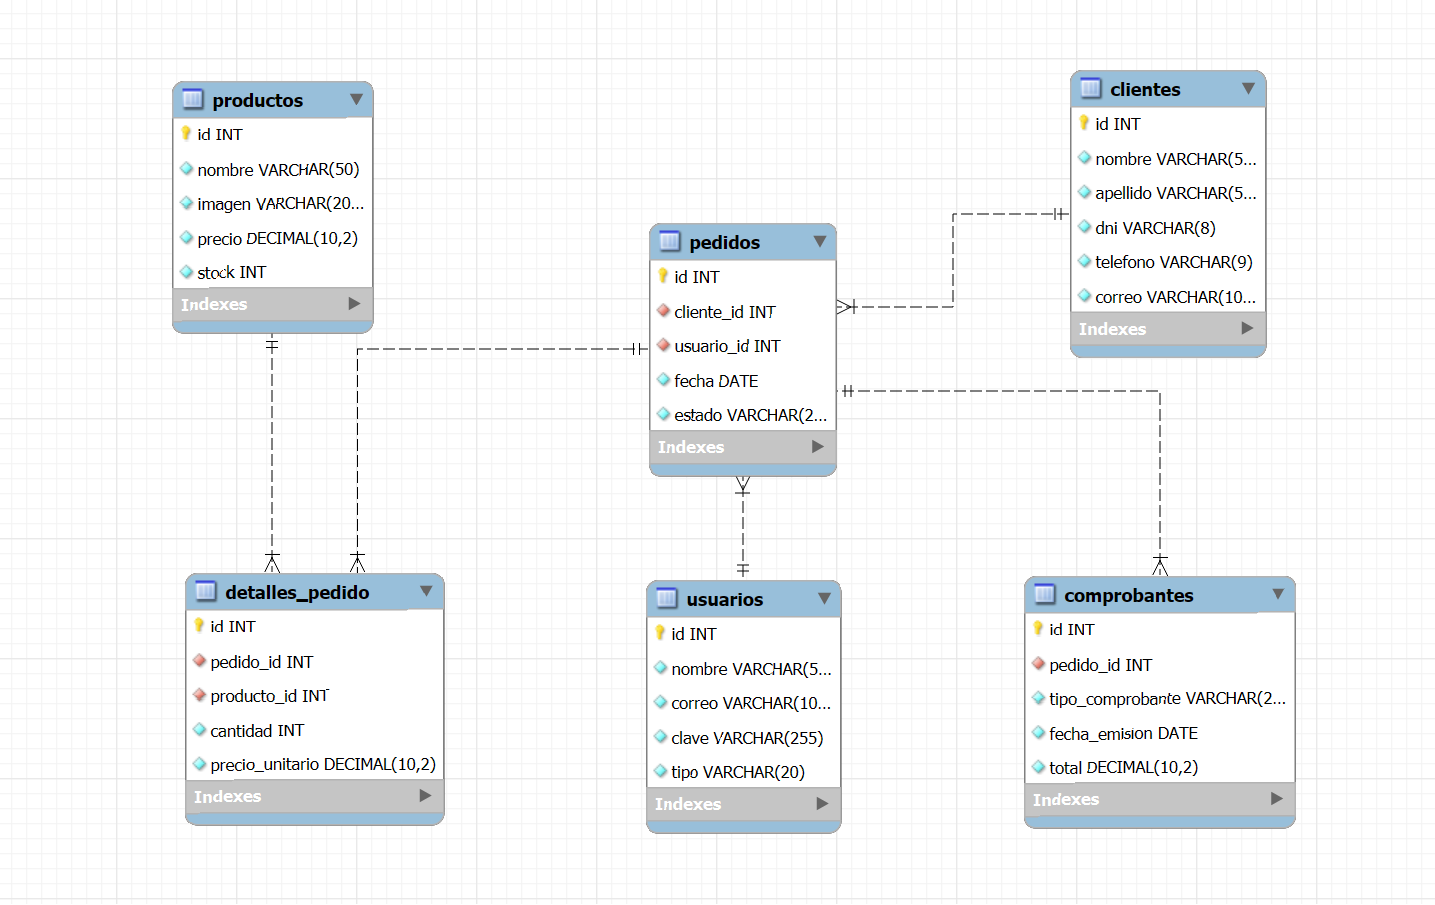 productos
id INT
nombre VARCHAR(50)
imagen VARCHAR(20...
precio DECIMAL(10,2)
stock INT
Indexes
clientes
id INT
nombre VARCHAR(5...
apellido VARCHAR(5...
dni VARCHAR(8)
telefono VARCHAR(9)
correo VARCHAR(10...
Indexes
pedidos
id INT
cliente_id INT
usuario_id INT
fecha DATE
estado VARCHAR(2...
Indexes
detalles_pedido
id INT
pedido_id INT
producto_id INT
cantidad INT
precio_unitario DECIMAL(10,2)
Indexes
usuarios
id INT
nombre VARCHAR(5...
correo VARCHAR(10...
clave VARCHAR(255)
tipo VARCHAR(20)
Indexes
comprobantes
id INT
pedido_id INT
tipo_comprobante VARCHAR(2...
fecha_emision DATE
total DECIMAL(10,2)
Indexes